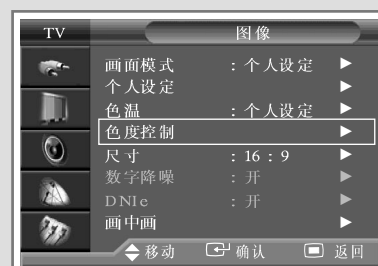 TV 图像
画面模式 : 个人设定
个人设定
色温 : 个人设定
色度控制
尺寸 : 16 : 9
数字降噪 : 开
DNIe : 开
画中画
移动 确认 返回